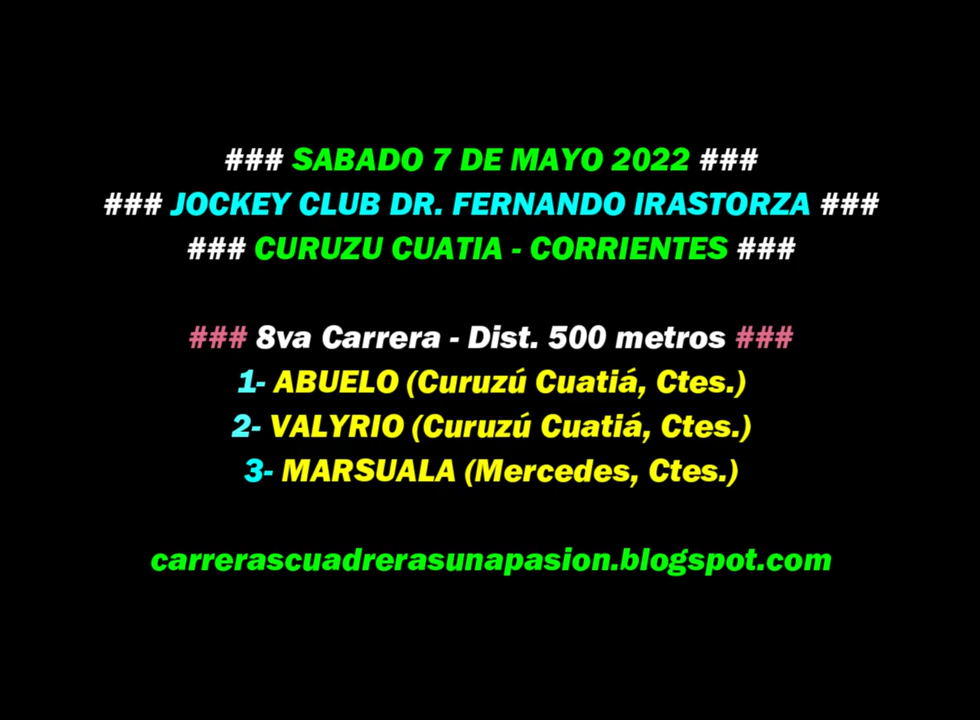 ### SABADO 7 DE MAYO 2022 ###
### JOCKEY CLUB DR. FERNANDO IRASTORZA ###
### CURUZU CUATIA - CORRIENTES ###
### 8va Carrera - Dist. 500 metros ###
1- ABUELO (Curuzú Cuatiá, Ctes.)
2- VALYRIO (Curuzú Cuatiá, Ctes.)
3- MARSUALA (Mercedes, Ctes.)
carrerascuadrerasunapasion.blogspot.com